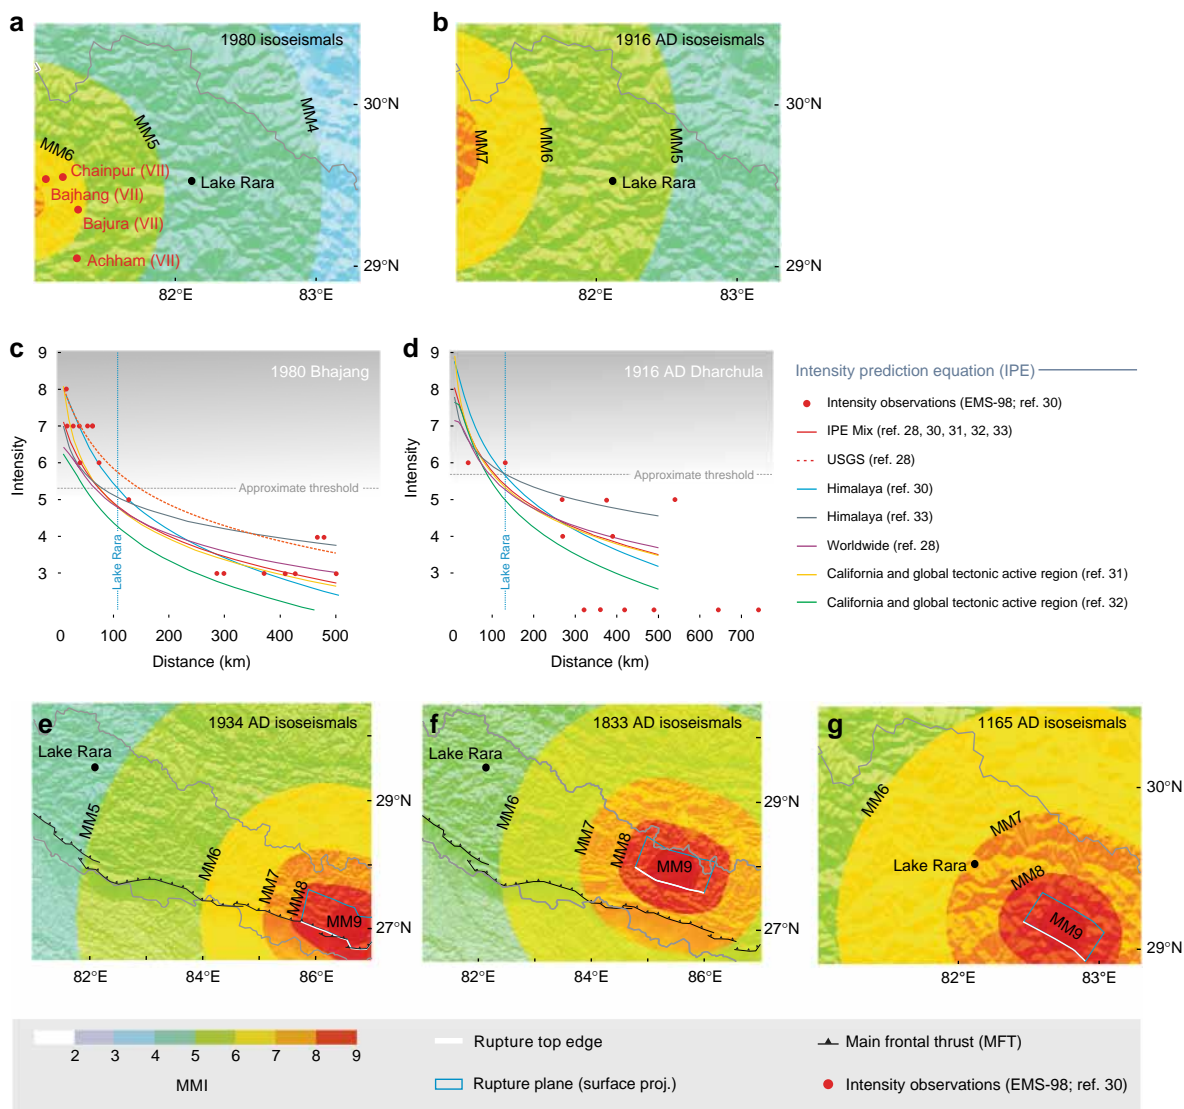 a
1980 isoseismals
MM4
MM5
MM6
Chainpur (VII)
Bajhang (VII)
Bajura (VII)
Achham (VII)
Lake Rara
30°N
29°N
82°E
83°E
b
1916 AD isoseismals
MM7
MM6
MM5
Lake Rara
30°N
29°N
82°E
83°E
c
1980 Bhajang
Approximate threshold
Lake Rara
Intensity
9
8
7
6
5
4
3
0
100
200
300
400
500
Distance (km)
d
1916 AD Dharchula
Approximate threshold
Lake Rara
9
8
7
6
5
4
3
0
100
200
300
400
500
600
700
Distance (km)
Intensity prediction equation (IPE)
Intensity observations (EMS-98; ref. 30)
IPE Mix (ref. 28, 30, 31, 32, 33)
USGS (ref. 28)
Himalaya (ref. 30)
Himalaya (ref. 33)
Worldwide (ref. 28)
California and global tectonic active region (ref. 31)
California and global tectonic active region (ref. 32)
e
1934 AD isoseismals
Lake Rara
MM5
MM6
MM7
MM8
MM9
29°N
27°N
82°E
84°E
86°E
f
1833 AD isoseismals
Lake Rara
MM6
MM7
MM8
MM9
29°N
27°N
82°E
84°E
86°E
g
1165 AD isoseismals
MM6
MM7
Lake Rara
MM8
MM9
30°N
29°N
82°E
83°E
2
3
4
5
6
7
8
9
MMI
Rupture top edge
Rupture plane (surface proj.)
Main frontal thrust (MFT)
Intensity observations (EMS-98; ref. 30)